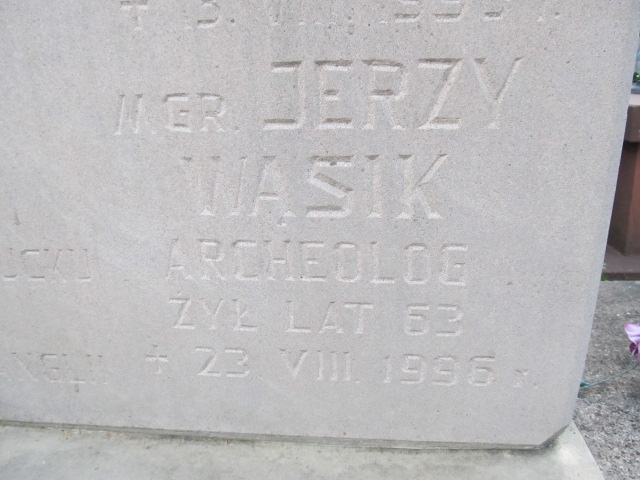 MGR. JERZY
WĄSIK
ARCHEOLOG
ŻYŁ LAT 63
✝ 23. VIII. 1996 r.